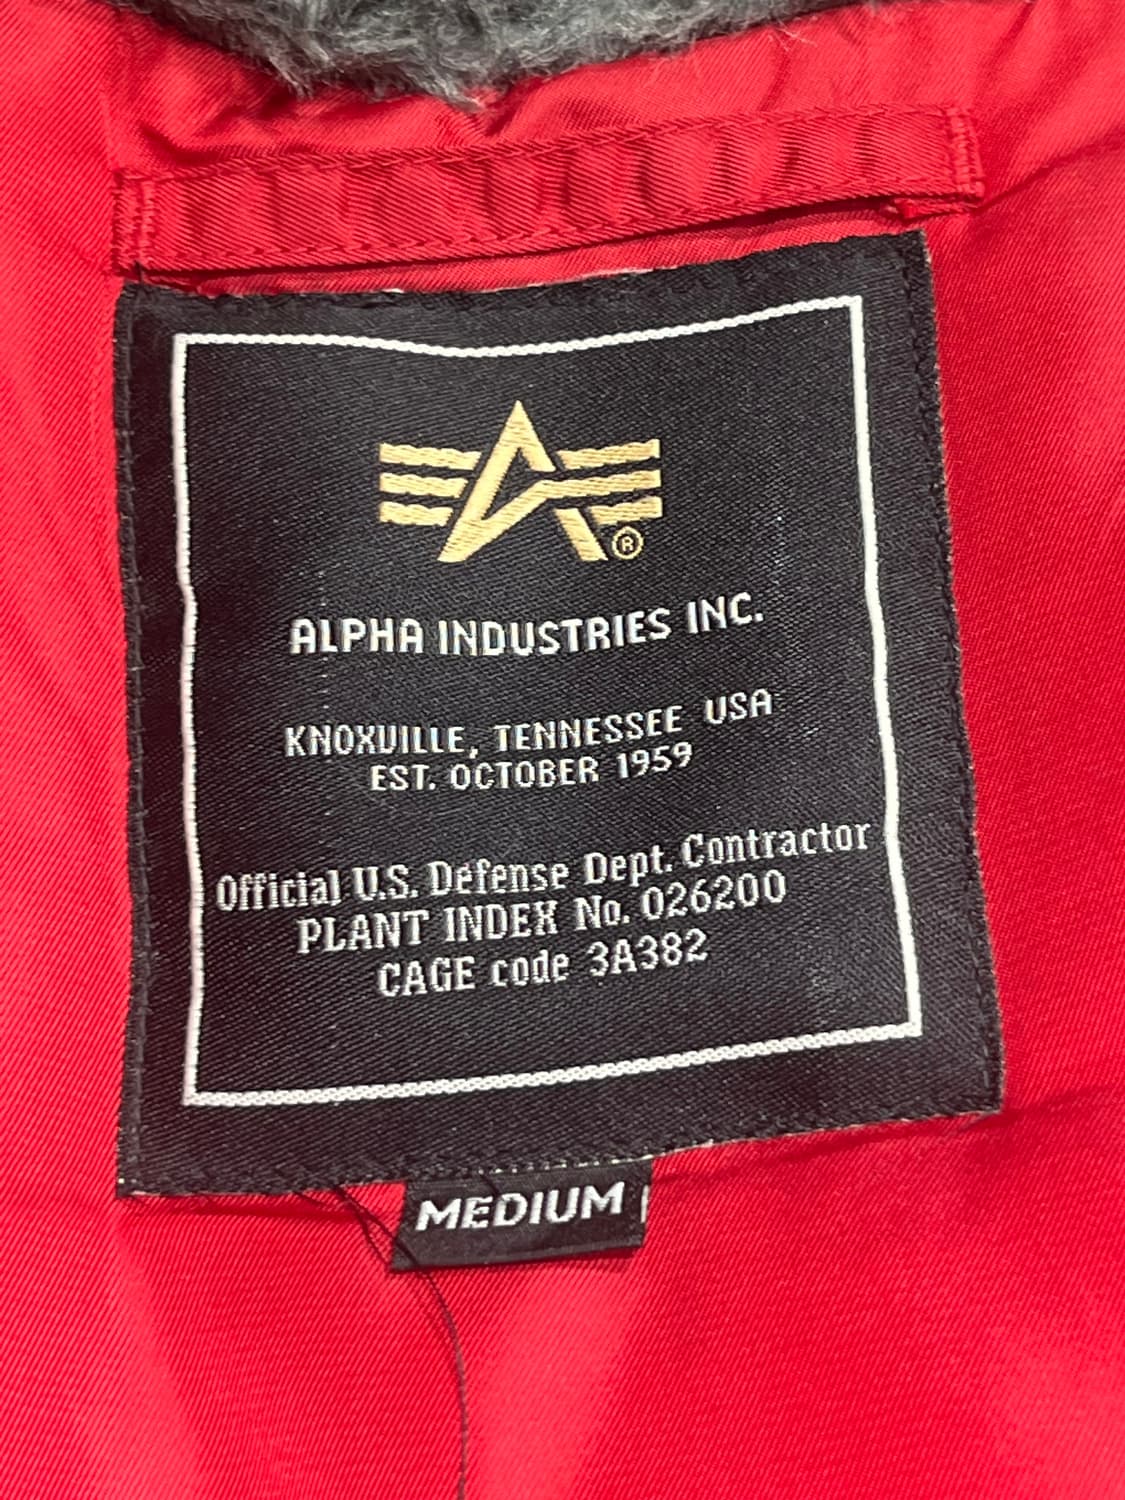 ®
ALPHA INDUSTRIES INC.
KNOXVILLE, TENNESSEE USA
EST. OCTOBER 1959
Official U.S. Defense Dept. Contractor
PLANT INDEX No. 026200
CAGE code 3A382
MEDIUM